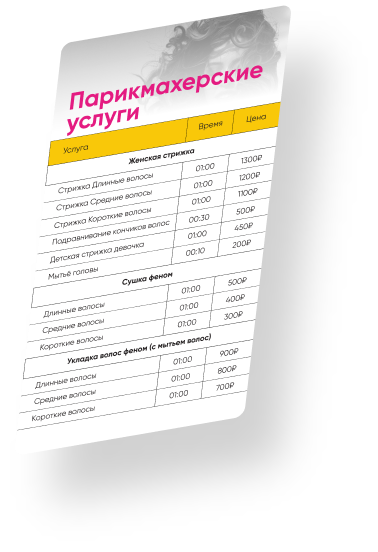 Парикмахерские
услуги
Услуга Время Цена
Женская стрижка
Стрижка Длинные волосы 01:00 1300₽
Стрижка Средние волосы 01:00 1200₽
Стрижка Короткие волосы 01:00 1100₽
Подравнивание кончиков волос 00:30 500₽
Детская стрижка девочка 01:00 450₽
Мытьё головы 00:10 200₽
Сушка феном
Длинные волосы 01:00 500₽
Средние волосы 01:00 400₽
Короткие волосы 01:00 300₽
Укладка волос феном (с мытьем волос)
Длинные волосы 01:00 900₽
Средние волосы 01:00 800₽
Короткие волосы 01:00 700₽